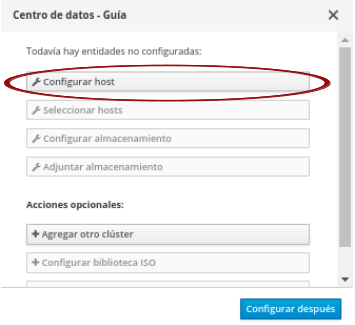 Centro de datos - Guía
Todavía hay entidades no configuradas:
Configurar host
Seleccionar hosts
Configurar almacenamiento
Adjuntar almacenamiento
Acciones opcionales:
Agregar otro clúster
Configurar biblioteca ISO
Configurar después